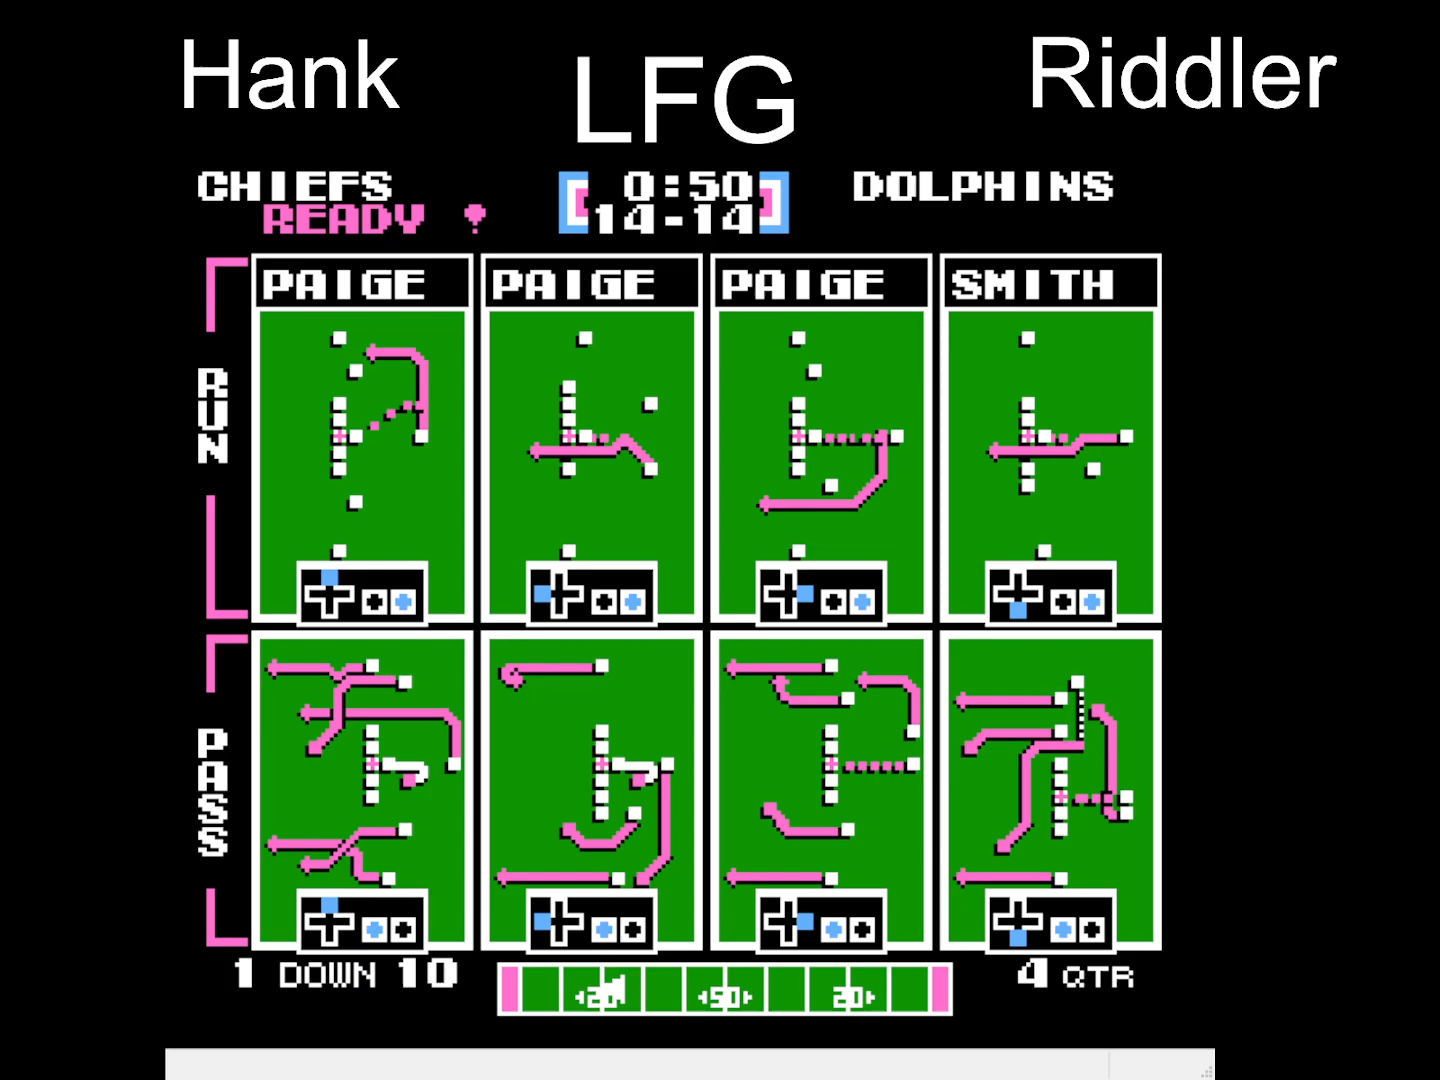 Hank LFG Riddler
CHIEFS 0:50 DOLPHINS
READY 14-14
PAIGE PAIGE PAIGE SMITH
RUN
PASS
1 DOWN 10 4 QTR
20 50 20